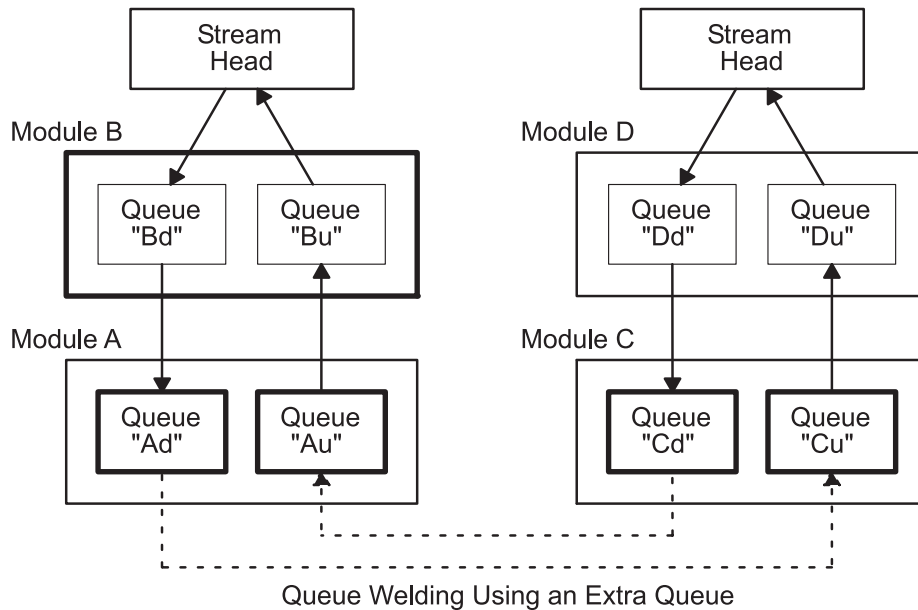 Stream
Head
Stream
Head
Module B
Module D
Queue
"Bd"
Queue
"Bu"
Queue
"Dd"
Queue
"Du"
Module A
Module C
Queue
"Ad"
Queue
"Au"
Queue
"Cd"
Queue
"Cu"
Queue Welding Using an Extra Queue